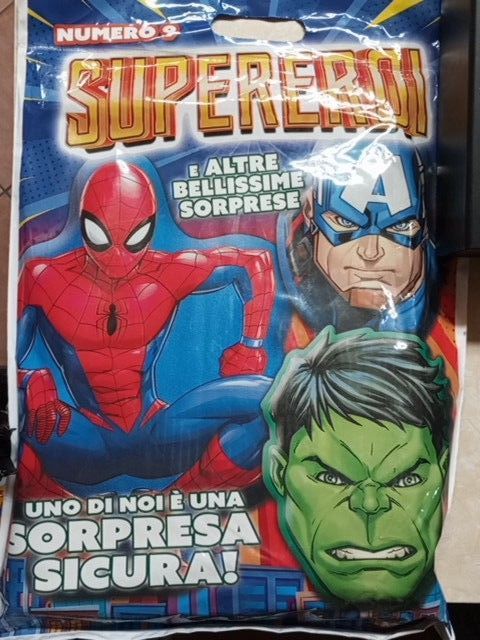 NUMERO 9
SUPEREROI
E ALTRE
BELLISSIME
SORPRESE
A
UNO DI NOI È UNA
SORPRESA
SICURA!